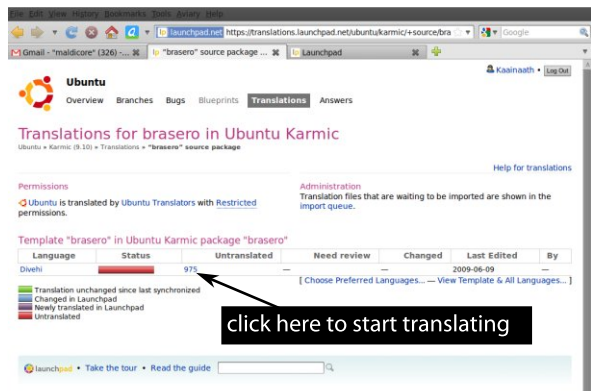 File Edit View History Bookmarks Tools Aviary Help
launchpad.net https://translations.launchpad.net/ubuntu/karmic/+source/bra
Google
Gmail - "maldicore" (326) -... "brasero" source package ... Launchpad
Kaainaath • Log Out
Ubuntu
Overview Branches Bugs Blueprints Translations Answers
Translations for brasero in Ubuntu Karmic
Ubuntu » Karmic (9.10) » Translations » "brasero" source package
Help for translations
Permissions
Ubuntu is translated by Ubuntu Translators with Restricted
permissions.
Administration
Translation files that are waiting to be imported are shown in the
import queue.
Template "brasero" in Ubuntu Karmic package "brasero"
Language Status Untranslated Need review Changed Last Edited By
Divehi 975 — — 2009-06-09 —
[ Choose Preferred Languages... — View Template & All Languages... ]
Translation unchanged since last synchronized
Changed in Launchpad
Newly translated in Launchpad
Untranslated
click here to start translating
launchpad • Take the tour • Read the guide